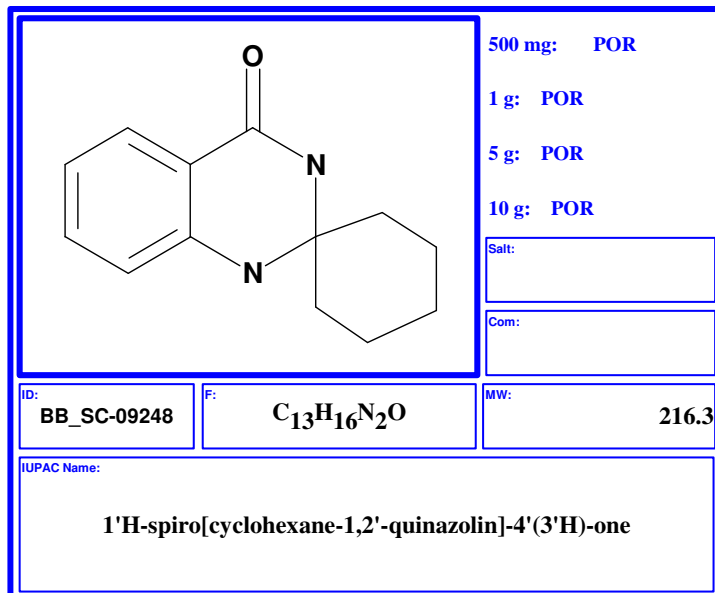 O
N
N
500 mg: POR
1 g: POR
5 g: POR
10 g: POR
Salt:
Com:
ID:
BB_SC-09248
F:
C13H16N2O
MW:
216.3
IUPAC Name:
1'H-spiro[cyclohexane-1,2'-quinazolin]-4'(3'H)-one